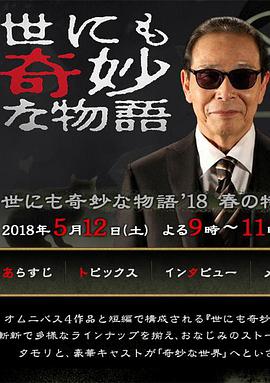 世にも
奇妙
な物語
世にも奇妙な物語'18 春の特
2018年5月12日(土) よる9時〜11
あらすじ
トピックス
インタビュー
オムニバス4作品と短編で構成される『世にも奇妙
斬新で多様なラインナップを揃え、おなじみのストー
タモリと、豪華キャストが「奇妙な世界」へとい